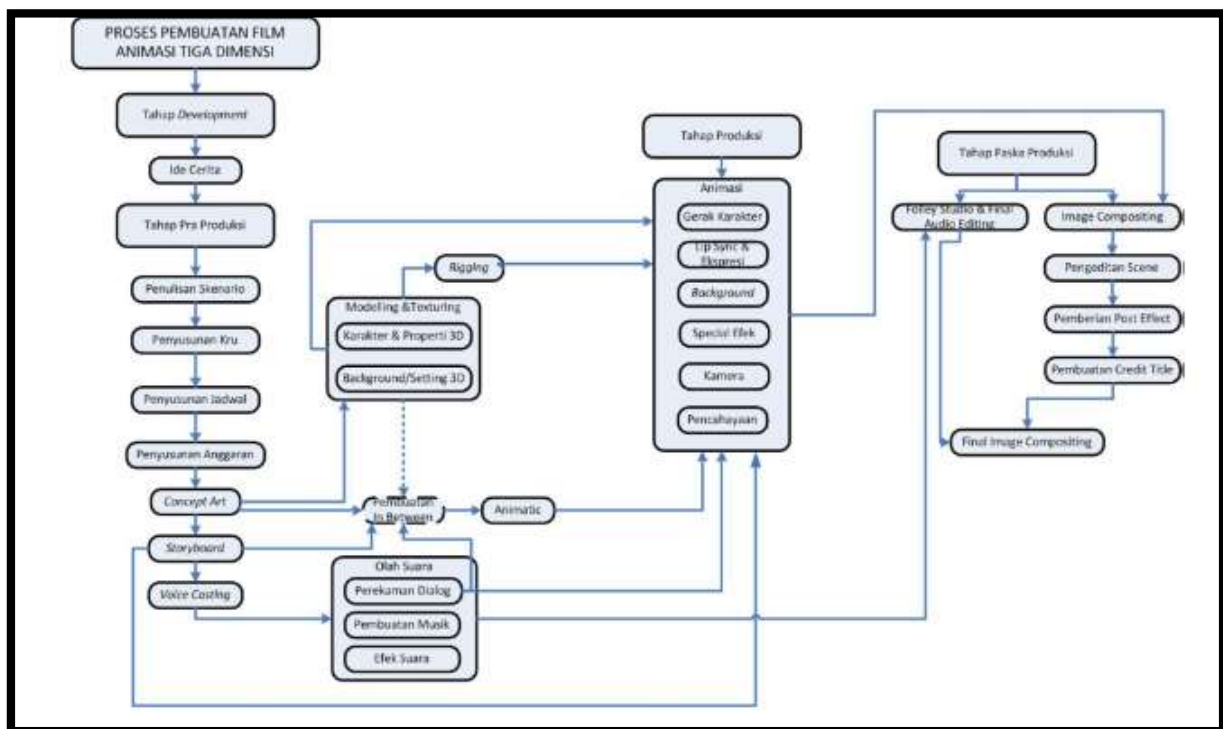 PROSES PEMBUATAN FILM
ANIMASI TIGA DIMENSI
Tahap Development
Ide Cerita
Tahap Pra Produksi
Penulisan Skenario
Penyusunan Kru
Penyusunan Jadwal
Penyusunan Anggaran
Concept Art
Storyboard
Voice Casting
Rigging
Modelling &Texturing
Karakter & Properti 3D
Background/Setting 3D
Pembuatan
In Between
Animatic
Olah Suara
Perekaman Dialog
Pembuatan Musik
Efek Suara
Tahap Produksi
Animasi
Gerak Karakter
Lip Sync &
Ekspresi
Background
Special Efek
Kamera
Pencahayaan
Tahap Paska Produksi
Folley Studio & Final
Audio Editing
Image Compositing
Pengeditan Scene
Pemberian Post Effect
Pembuatan Credit Title
Final Image Compositing